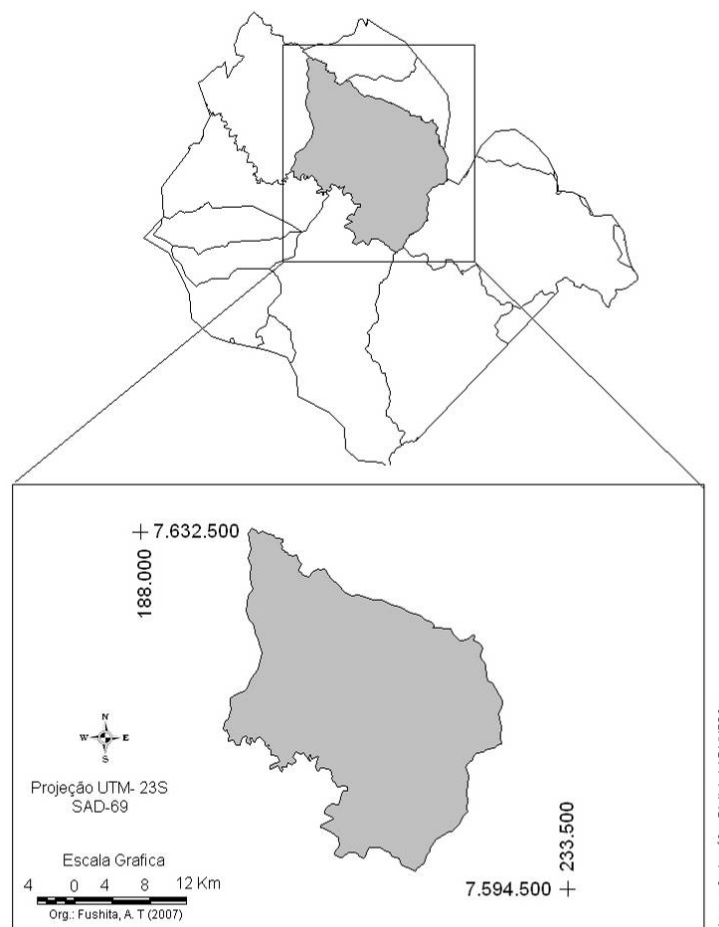 7.632.500
188.000
N
W E
S
Projeção UTM- 23S
SAD-69
Escala Grafica
4 0 4 8 12 Km
Org.: Fushita, A. T (2007)
233.500
7.594.500